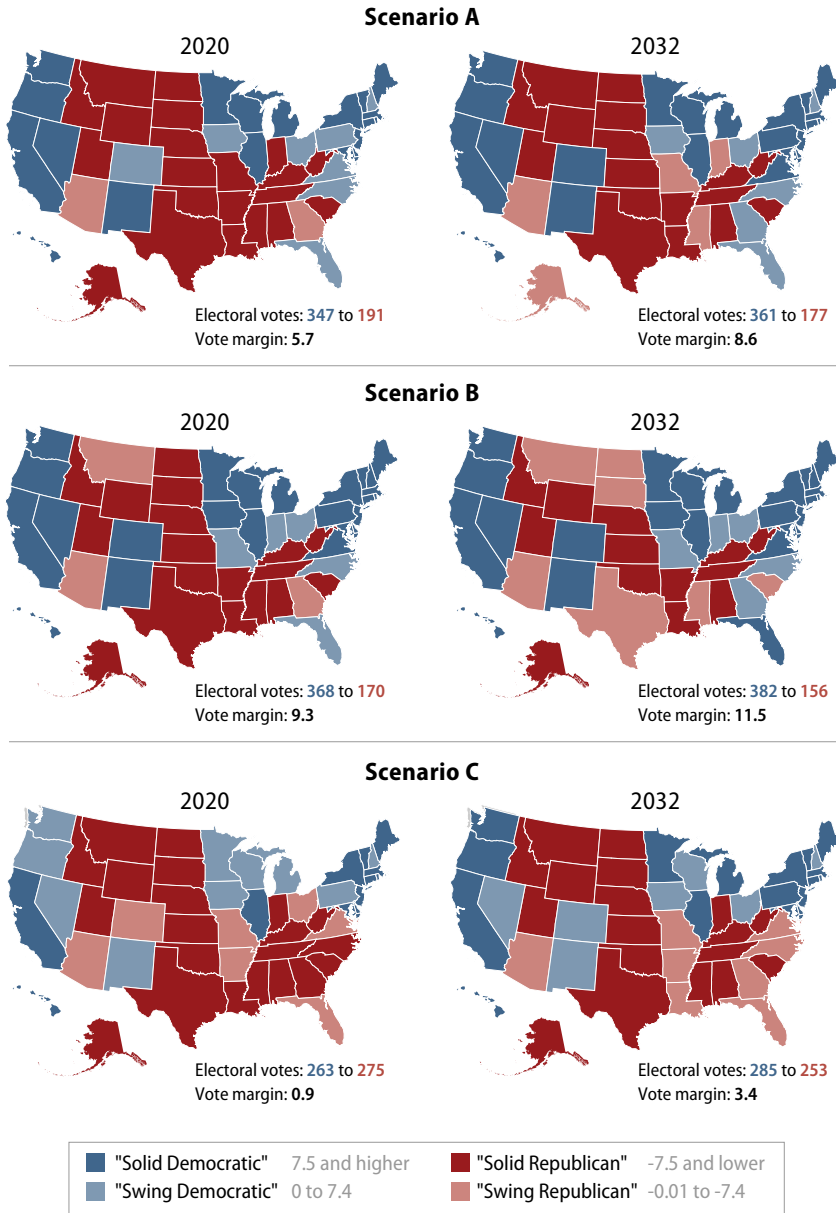 Scenario A
2020
2032
Electoral votes: 347 to 191
Vote margin: 5.7
Electoral votes: 361 to 177
Vote margin: 8.6
Scenario B
2020
2032
Electoral votes: 368 to 170
Vote margin: 9.3
Electoral votes: 382 to 156
Vote margin: 11.5
Scenario C
2020
2032
Electoral votes: 263 to 275
Vote margin: 0.9
Electoral votes: 285 to 253
Vote margin: 3.4
"Solid Democratic" 7.5 and higher
"Solid Republican" -7.5 and lower
"Swing Democratic" 0 to 7.4
"Swing Republican" -0.01 to -7.4